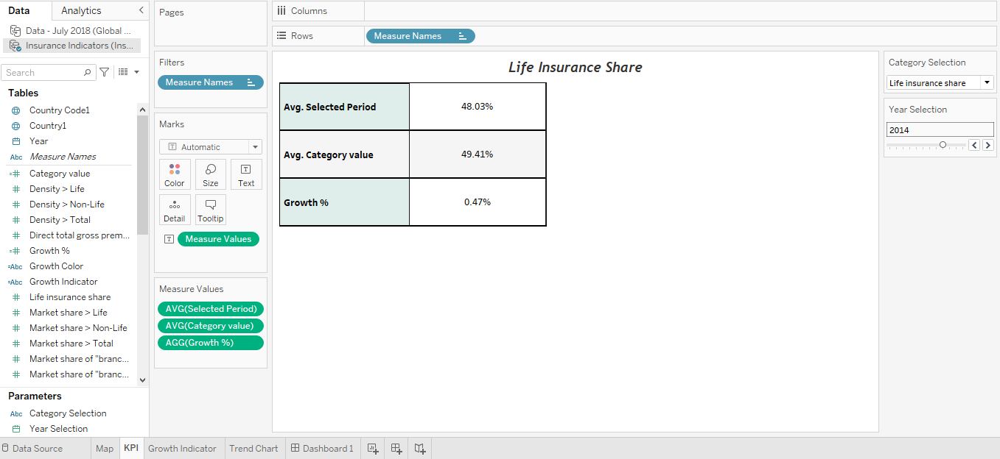 Data
Analytics
Data - July 2018 (Global ...
Insurance Indicators (Ins...
Search
Tables
Country Code1
Country1
Year
Abc Measure Names
Category value
Density > Life
Density > Non-Life
Density > Total
Direct total gross prem...
Growth %
=Abc Growth Color
=Abc Growth Indicator
Life insurance share
Market share > Life
Market share > Non-Life
Market share > Total
Market share of "branc...
Market share of "branc...
Parameters
Abc Category Selection
Year Selection
Pages
Filters
Measure Names
Marks
T Automatic
Color
Size
Text
Detail
Tooltip
T Measure Values
Measure Values
AVG(Selected Period)
AVG(Category value)
AGG(Growth %)
Columns
Rows
Measure Names
Life Insurance Share
Avg. Selected Period 48.03%
Avg. Category value 49.41%
Growth % 0.47%
Category Selection
Life insurance share
Year Selection
2014
Data Source
Map
KPI
Growth Indicator
Trend Chart
Dashboard 1